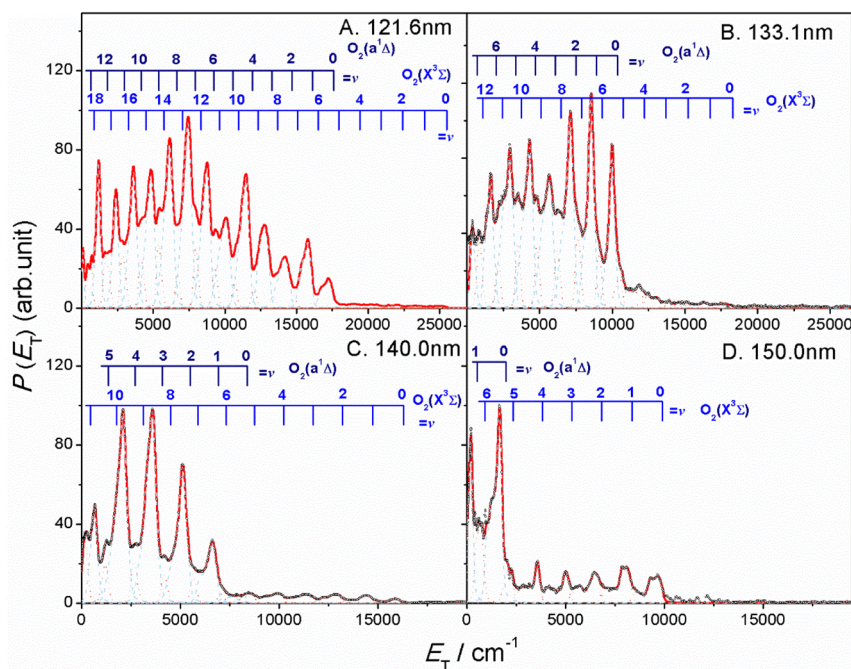 P(E_T) (arb.unit)
A. 121.6nm
12 10 8 6 4 2 0 O₂(a¹Δ)
=v
O₂(X³Σ)
18 16 14 12 10 8 6 4 2 0
=v
120
80
40
0
5000 10000 15000 20000 25000
B. 133.1nm
6 4 2 0 O₂(a¹Δ)
=v
12 10 8 6 4 2 0
=v O₂(X³Σ)
5000 10000 15000 20000 25000
C. 140.0nm
5 4 3 2 1 0
=v O₂(a¹Δ)
O₂(X³Σ)
10 8 6 4 2 0
=v
120
80
40
0
0 5000 10000 15000
D. 150.0nm
1 0
=v O₂(a¹Δ)
6 5 4 3 2 1 0
=v O₂(X³Σ)
5000 10000 15000
E_T / cm⁻¹